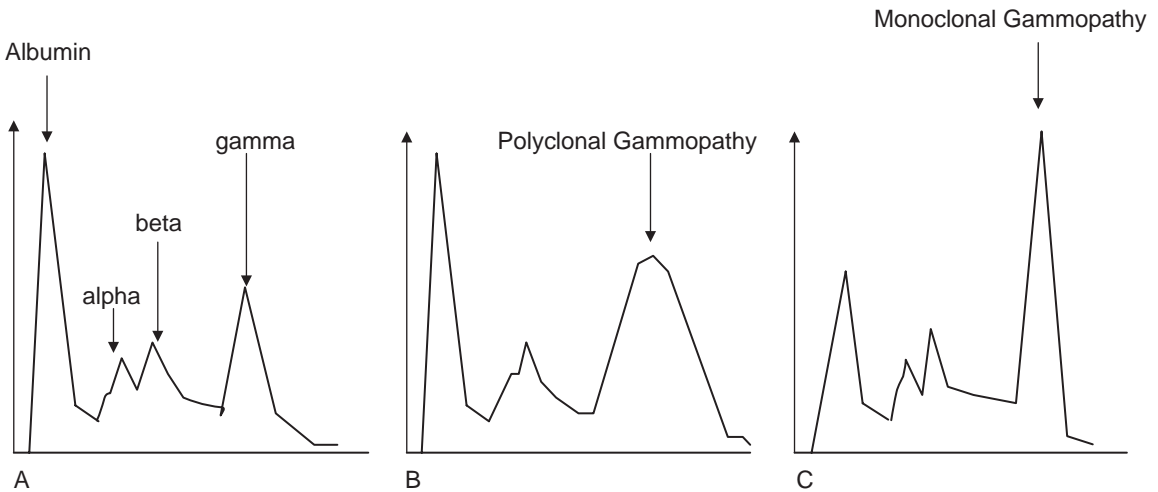 Monoclonal Gammopathy
Albumin
gamma
Polyclonal Gammopathy
beta
alpha
A
B
C